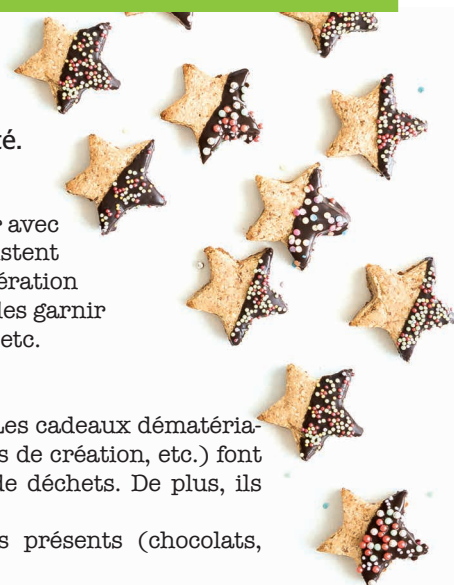 té.
r avec
istent
ération
les garnir
etc.
Les cadeaux dématéria-
s de création, etc.) font
de déchets. De plus, ils
s présents (chocolats,